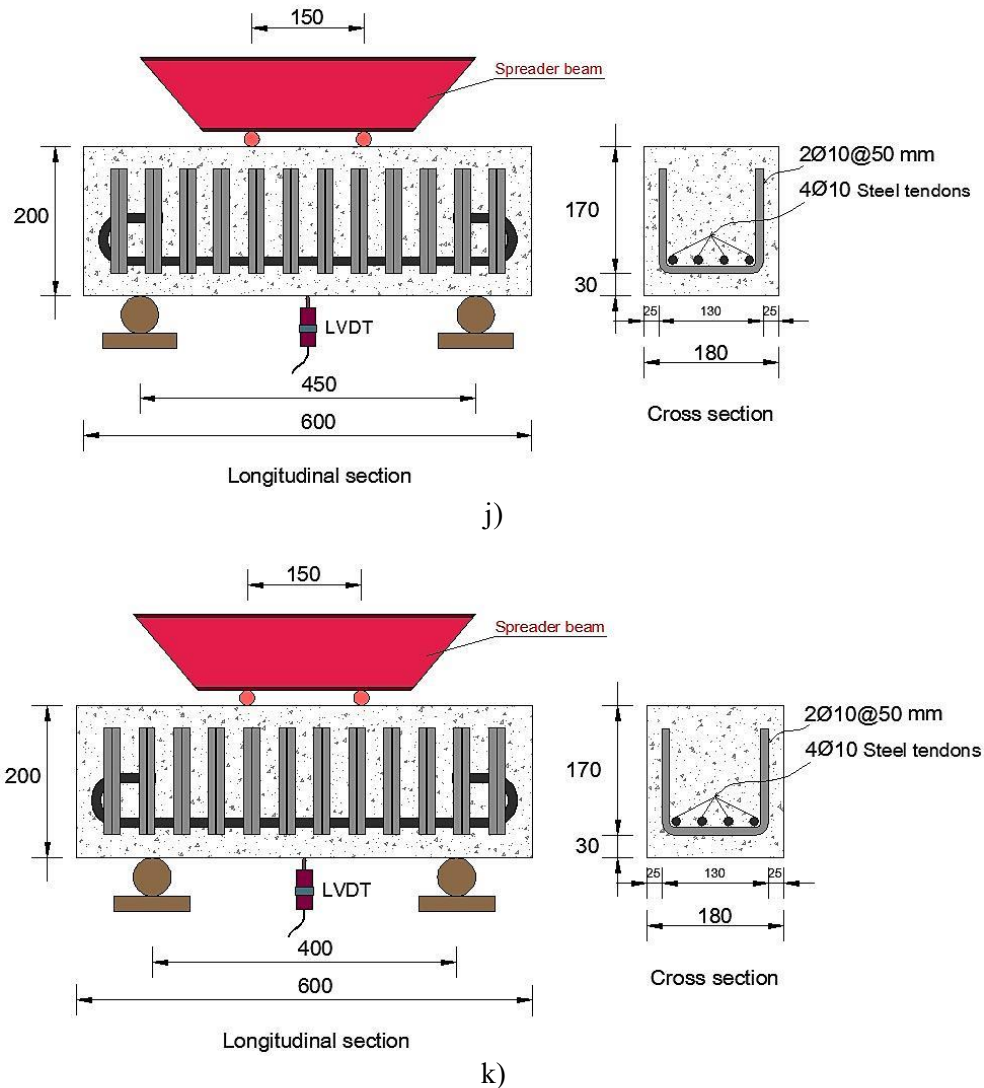 150
Spreader beam
200
LVDT
450
600
Longitudinal section
2Ø10@50 mm
4Ø10 Steel tendons
170
30
25
130
25
180
Cross section
j)
150
Spreader beam
200
LVDT
400
600
Longitudinal section
2Ø10@50 mm
4Ø10 Steel tendons
170
30
25
130
25
180
Cross section
k)